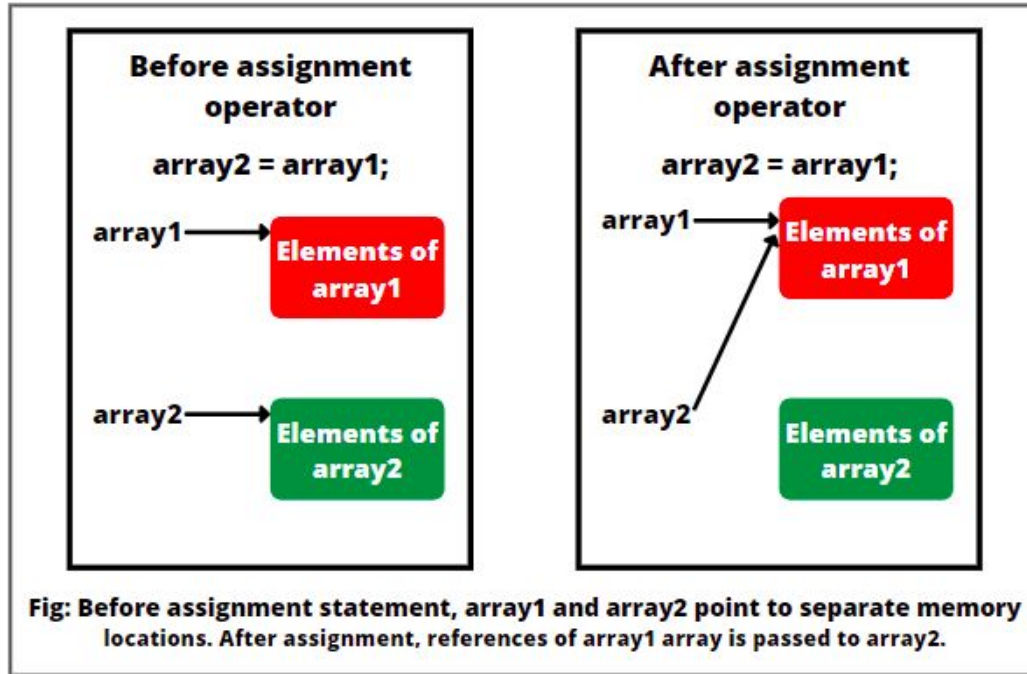 Before assignment
operator
array2 = array1;
array1
Elements of
array1
array2
Elements of
array2
After assignment
operator
array2 = array1;
array1
Elements of
array1
array2
Elements of
array2
Fig: Before assignment statement, array1 and array2 point to separate memory
locations. After assignment, references of array1 array is passed to array2.